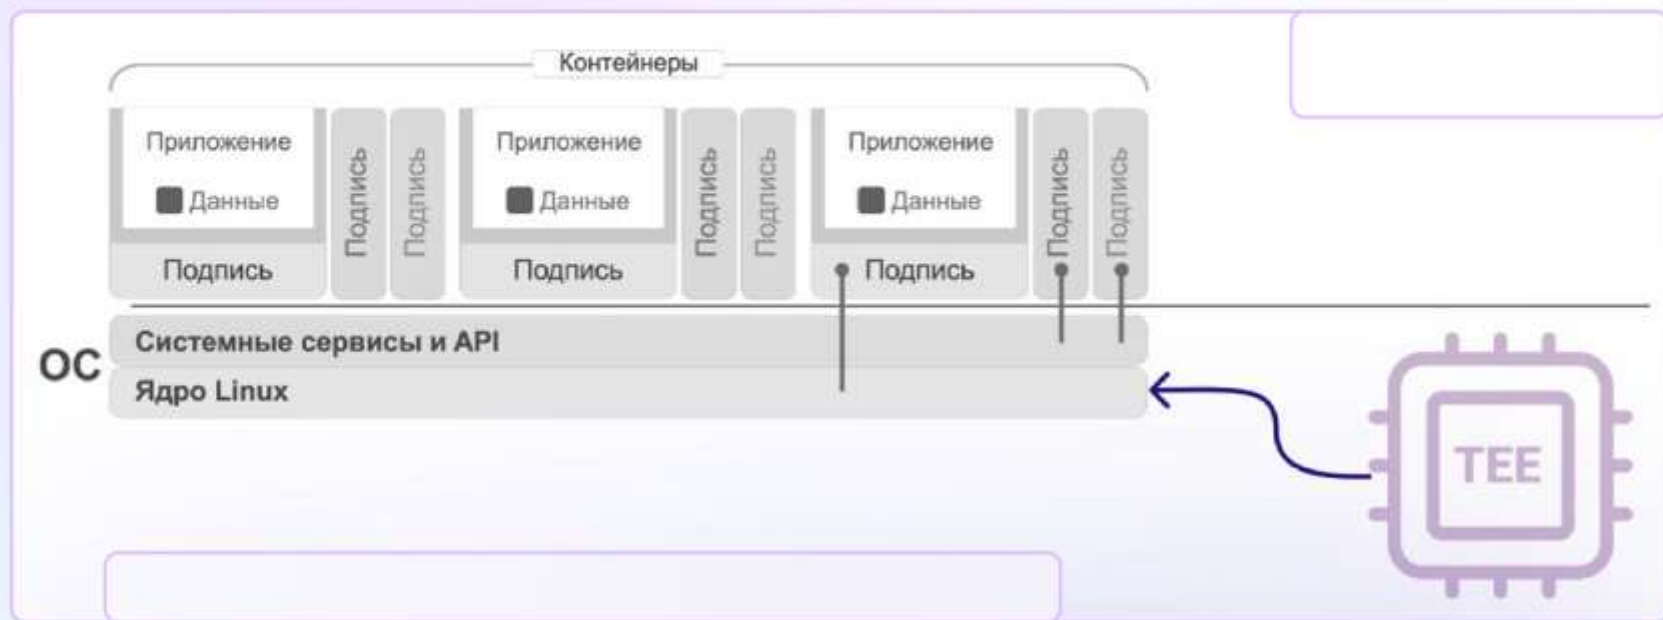 Контейнеры
Приложение
Данные
Подпись
Подпись
Подпись
Приложение
Данные
Подпись
Подпись
Подпись
Приложение
Данные
Подпись
Подпись
Подпись
ОС
Системные сервисы и API
Ядро Linux
TEE